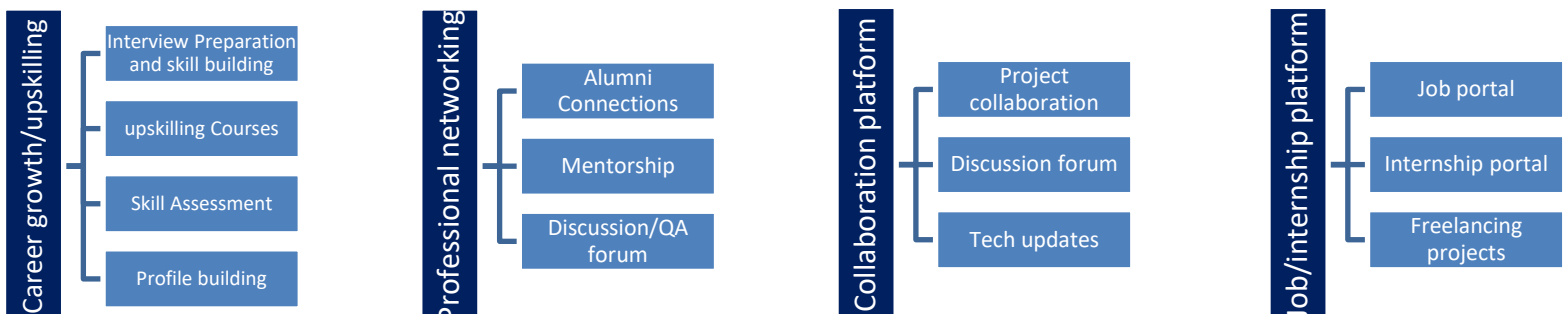 Career growth/upskilling
Interview Preparation
and skill building
upskilling Courses
Skill Assessment
Profile building
Professional networking
Alumni
Connections
Mentorship
Discussion/QA
forum
Collaboration platform
Project
collaboration
Discussion forum
Tech updates
Job/internship platform
Job portal
Internship portal
Freelancing
projects